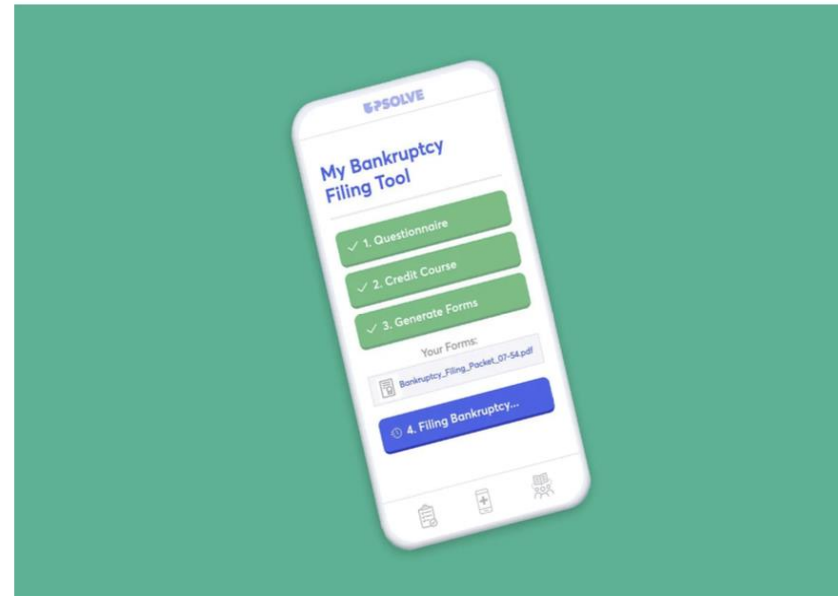 UPSOLVE
My Bankruptcy
Filing Tool
1. Questionnaire
2. Credit Course
3. Generate Forms
Your Forms:
Bankruptcy_Filing_Packet_07-54.pdf
4. Filing Bankruptcy...